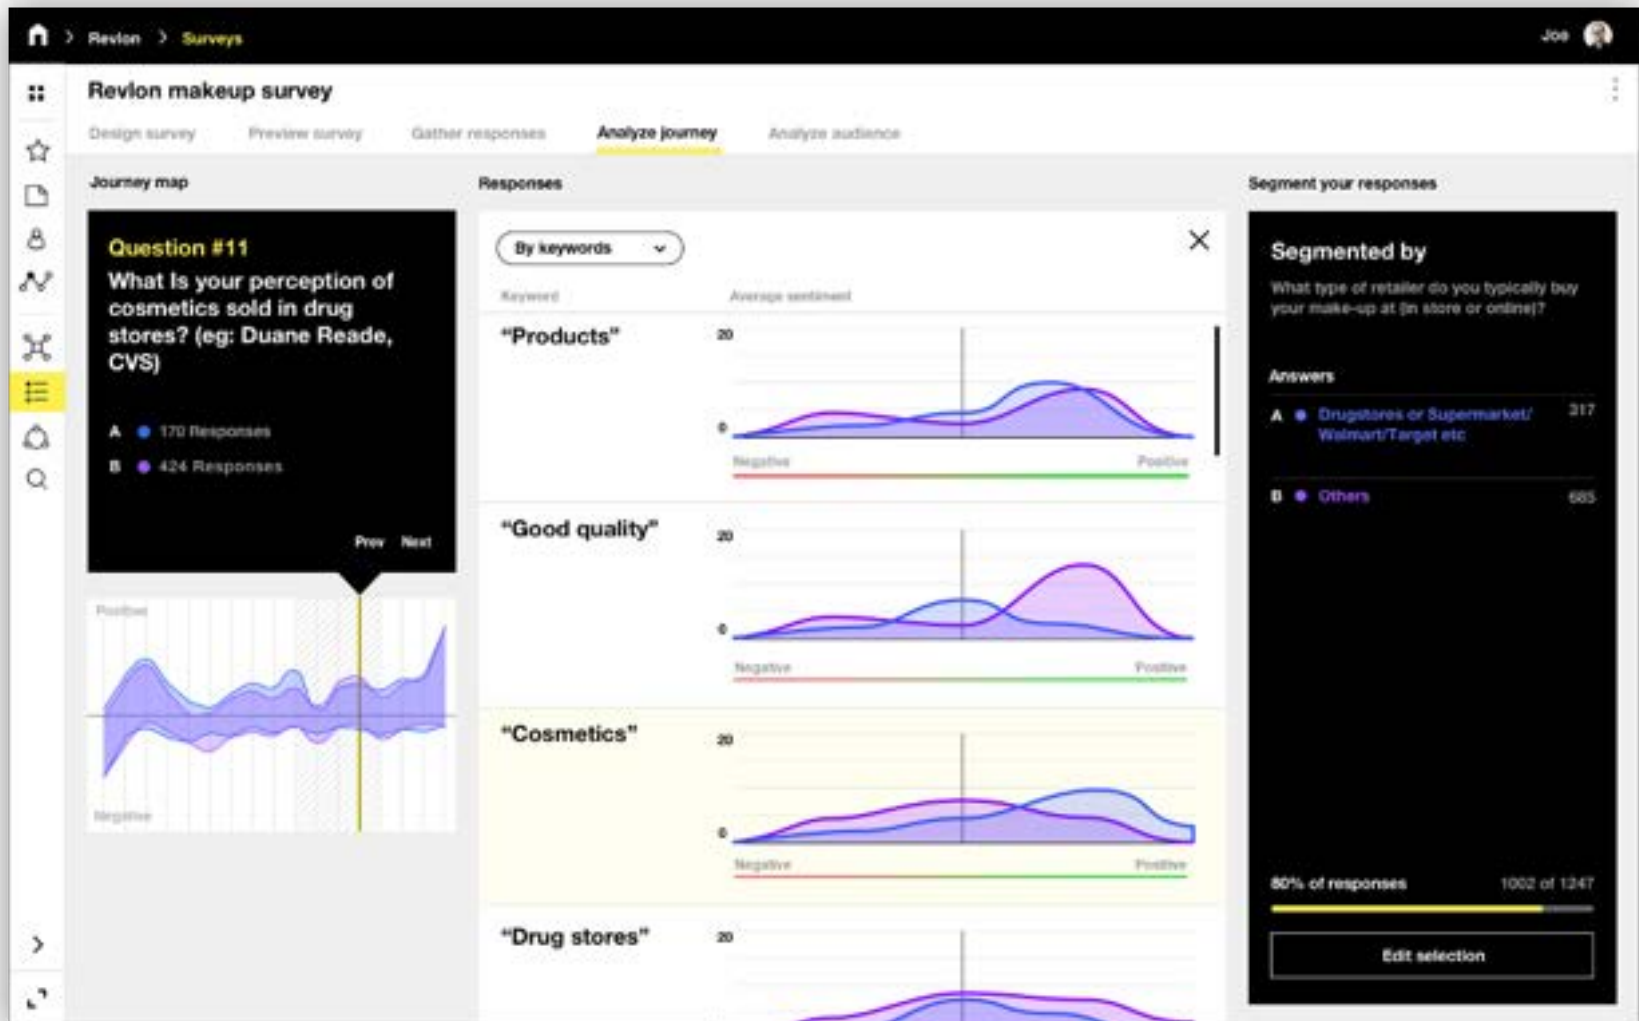 Revlon > Surveys
Joe
Revlon makeup survey
Design survey
Preview survey
Gather responses
Analyze journey
Analyze audience
Journey map
Responses
Segment your responses
Question #11
What Is your perception of
cosmetics sold in drug
stores? (eg: Duane Reade,
CVS)
A 170 Responses
B 424 Responses
Prev Next
Positive
Negative
By keywords
Keyword
Average sentiment
“Products”
20
0
Negative
Positive
“Good quality”
20
0
Negative
Positive
“Cosmetics”
20
0
Negative
Positive
“Drug stores”
20
Segmented by
What type of retailer do you typically buy
your make-up at (in store or online)?
Answers
A Drugstores or Supermarket/ 317
Walmart/Target etc
B Others 685
80% of responses 1002 of 1247
Edit selection